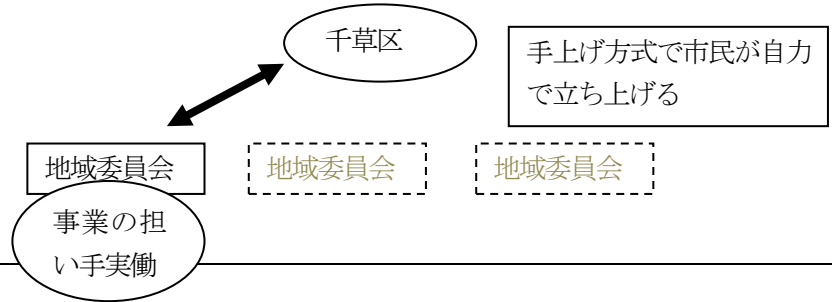 千草区
手上げ方式で市民が自力
で立ち上げる
地域委員会
地域委員会
地域委員会
事業の担
い手実働